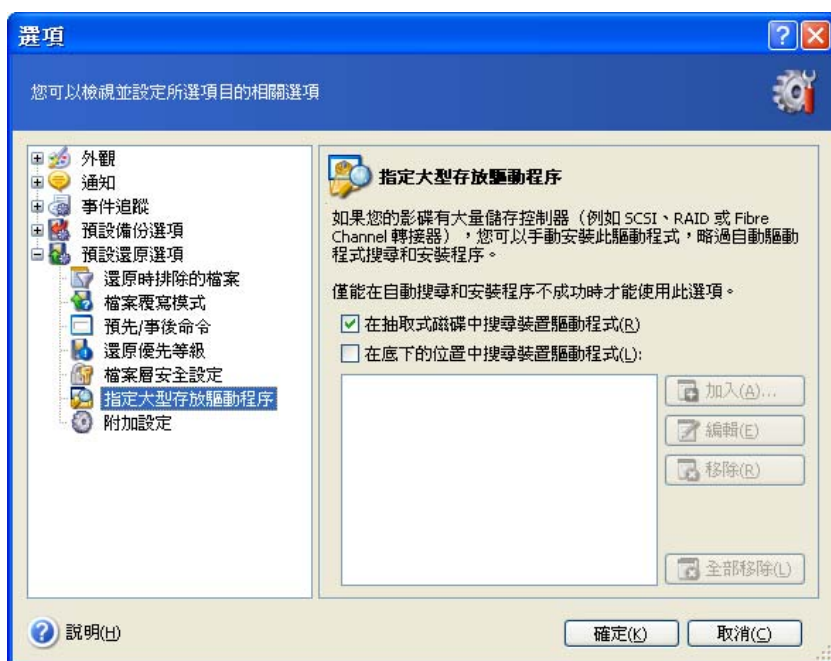 選項
您可以檢視並設定所選項目的相關選項
外觀
通知
事件追蹤
預設備份選項
預設還原選項
還原時排除的檔案
檔案覆寫模式
預先/事後命令
還原優先等級
檔案層安全設定
指定大型存放驅動程序
附加設定
指定大型存放驅動程序
如果您的影碟有大量儲存控制器（例如 SCSI、RAID 或 Fibre
Channel 轉接器），您可以手動安裝此驅動程式，略過自動驅動
程式搜尋和安裝程序。
僅能在自動搜尋和安裝程序不成功時才能使用此選項。
在抽取式磁碟中搜尋裝置驅動程式(R)
在底下的位置中搜尋裝置驅動程式(L):
加入(A)...
編輯(E)
移除(R)
全部移除(L)
說明(H)
確定(K)
取消(C)